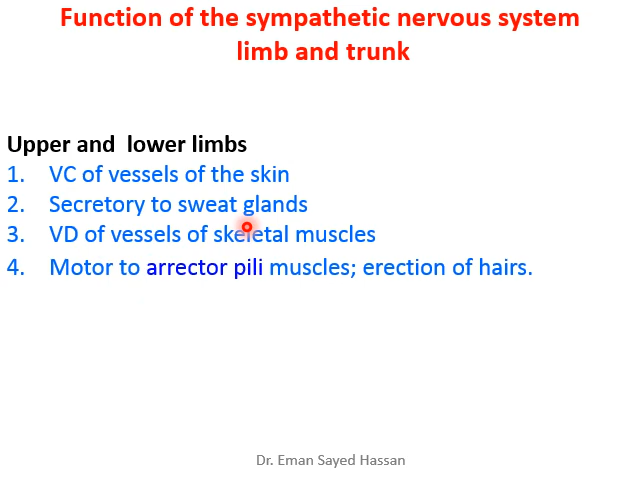 Function of the sympathetic nervous system
limb and trunk
Upper and lower limbs
1. VC of vessels of the skin
2. Secretory to sweat glands
3. VD of vessels of skeletal muscles
4. Motor to arrector pili muscles; erection of hairs.
Dr. Eman Sayed Hassan